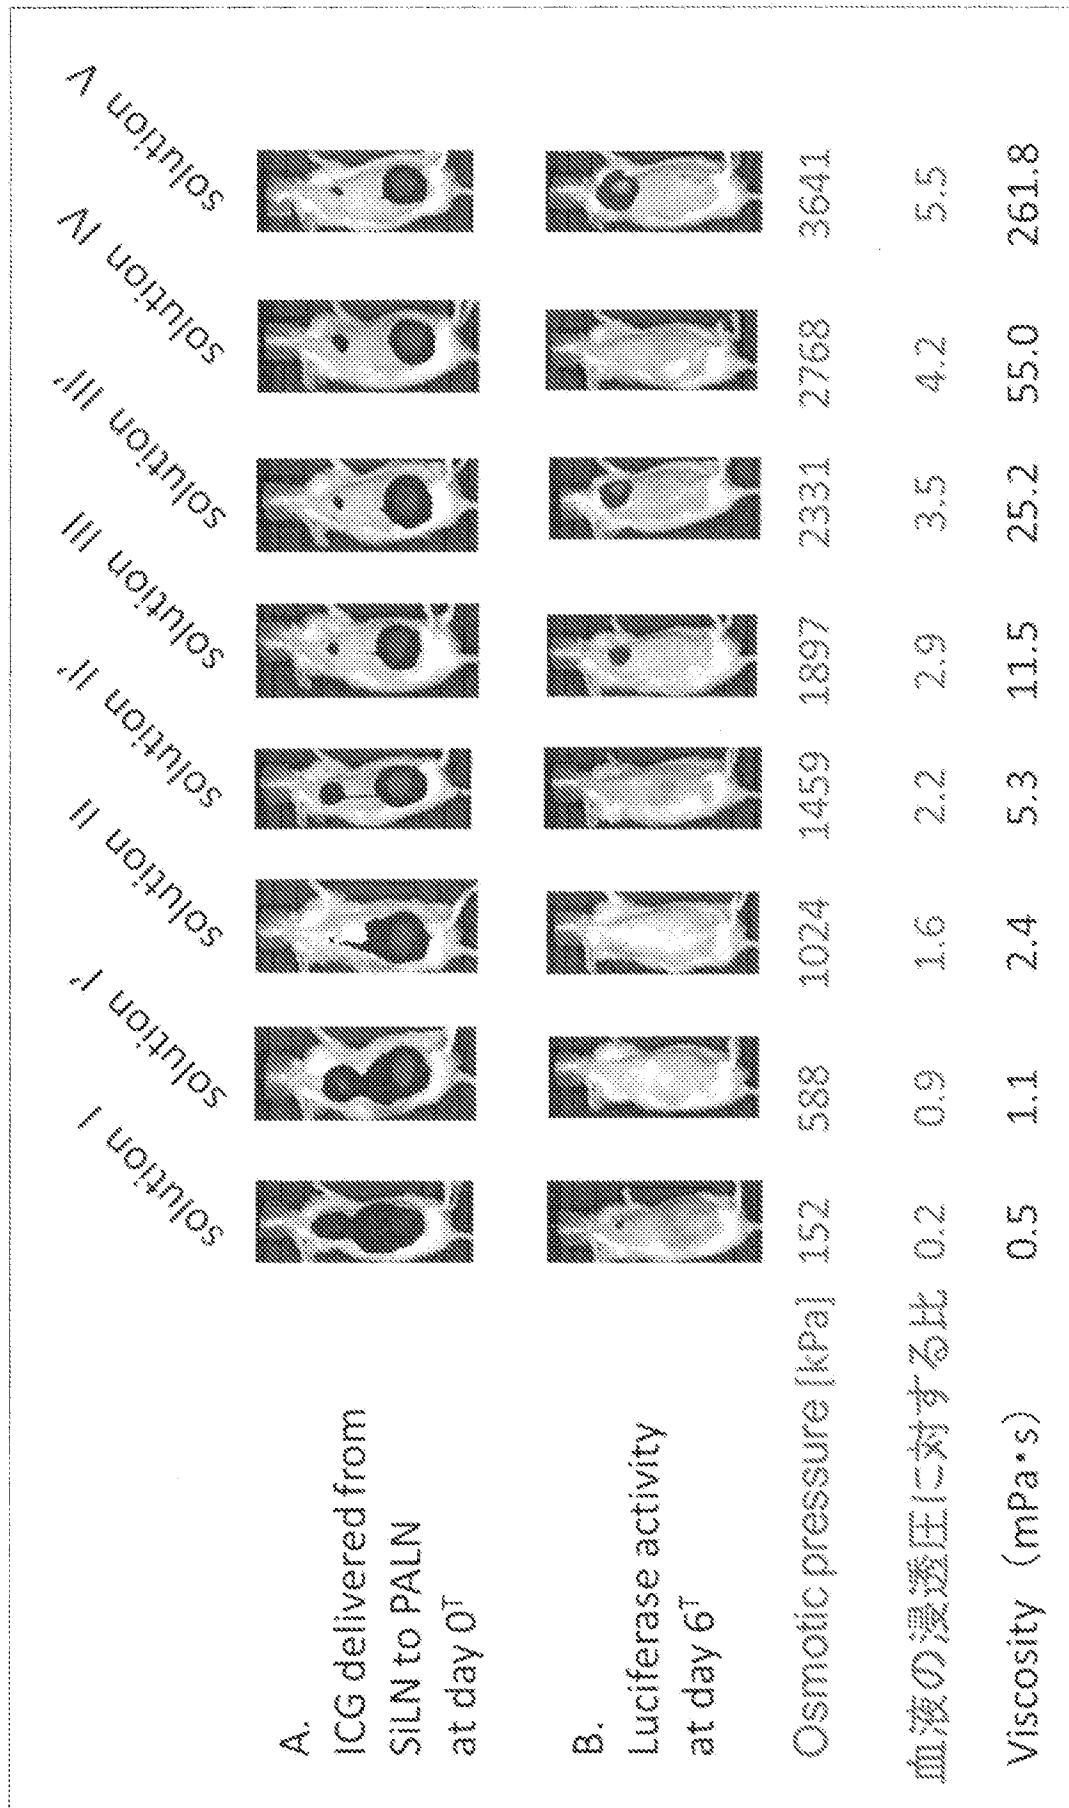 solution I
solution I'
solution II
solution II'
solution III
solution III'
solution IV
solution V
A.
ICG delivered from
SiLN to PALN
at day 0ᵀ
B.
Luciferase activity
at day 6ᵀ
Osmotic pressure [kPa] 152 588 1024 1459 1897 2331 2768 3641
血液の浸透圧に対する比 0.2 0.9 1.6 2.2 2.9 3.5 4.2 5.5
Viscosity (mPa・s) 0.5 1.1 2.4 5.3 11.5 25.2 55.0 261.8